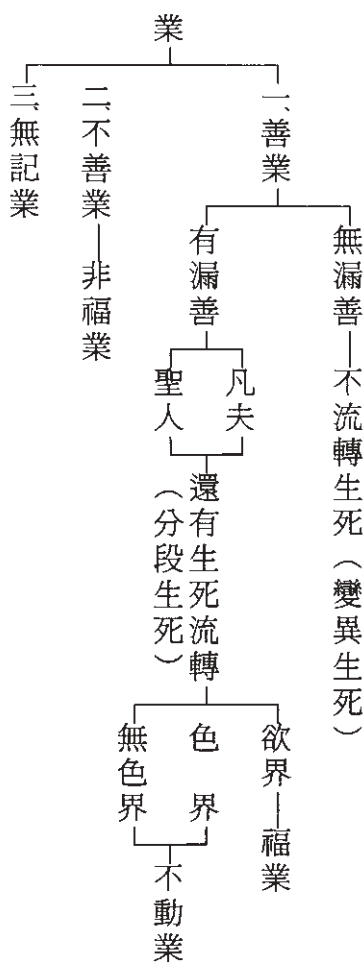 業
一、善業
無漏善
不流轉生死（變異生死）
有漏善
凡夫
聖人
還有生死流轉
（分段生死）
欲界
福業
色界
無色界
不動業
二、不善業
非福業
三、無記業